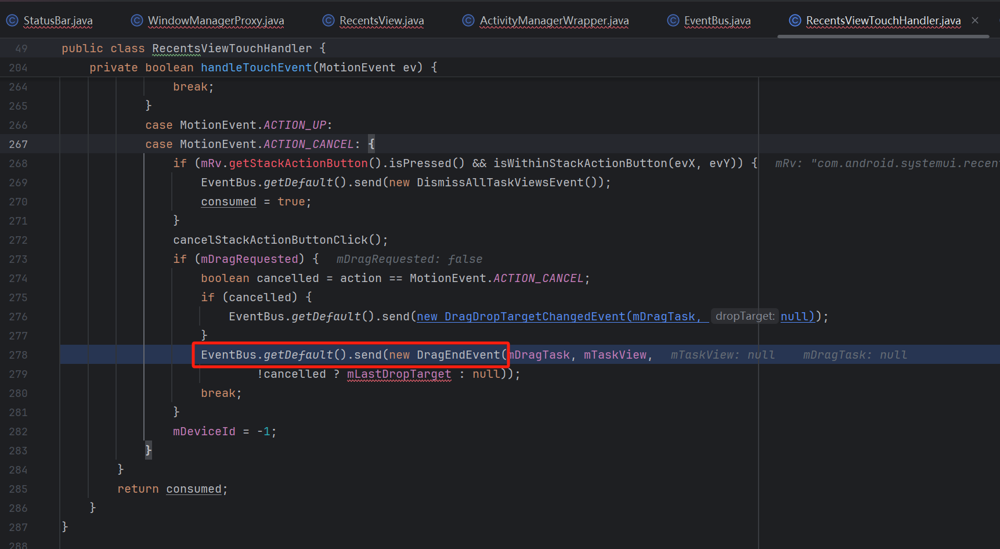 StatusBar.java WindowManagerProxy.java RecentsView.java ActivityManagerWrapper.java EventBus.java RecentsViewTouchHandler.java
49 public class RecentsViewTouchHandler {
204 private boolean handleTouchEvent(MotionEvent ev) {
264 break;
265 }
266 case MotionEvent.ACTION_UP:
267 case MotionEvent.ACTION_CANCEL: {
268 if (mRv.getStackActionButton().isPressed() && isWithinStackActionButton(evX, evY)) { mRv: "com.android.systemui.recent
269 EventBus.getDefault().send(new DismissAllTaskViewsEvent());
270 consumed = true;
271 }
272 cancelStackActionButtonClick();
273 if (mDragRequested) { mDragRequested: false
274 boolean cancelled = action == MotionEvent.ACTION_CANCEL;
275 if (cancelled) {
276 EventBus.getDefault().send(new DragDropTargetChangedEvent(mDragTask, dropTarget: null));
277 }
278 EventBus.getDefault().send(new DragEndEvent(mDragTask, mTaskView, mTaskView: null mDragTask: null
279 !cancelled ? mLastDropTarget : null));
280 break;
281 }
282 mDeviceId = -1;
283 }
284 }
285 return consumed;
286 }
287 }
288